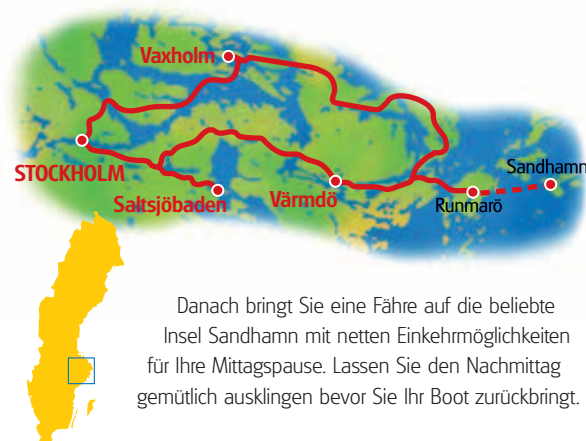 Vaxholm
STOCKHOLM
Saltsjöbaden
Värmdö
Runmarö
Sandhamn
Danach bringt Sie eine Fähre auf die beliebte
Insel Sandhamn mit netten Einkehrmöglichkeiten
für Ihre Mittagspause. Lassen Sie den Nachmittag
gemütlich ausklingen bevor Sie Ihr Boot zurückbringt.